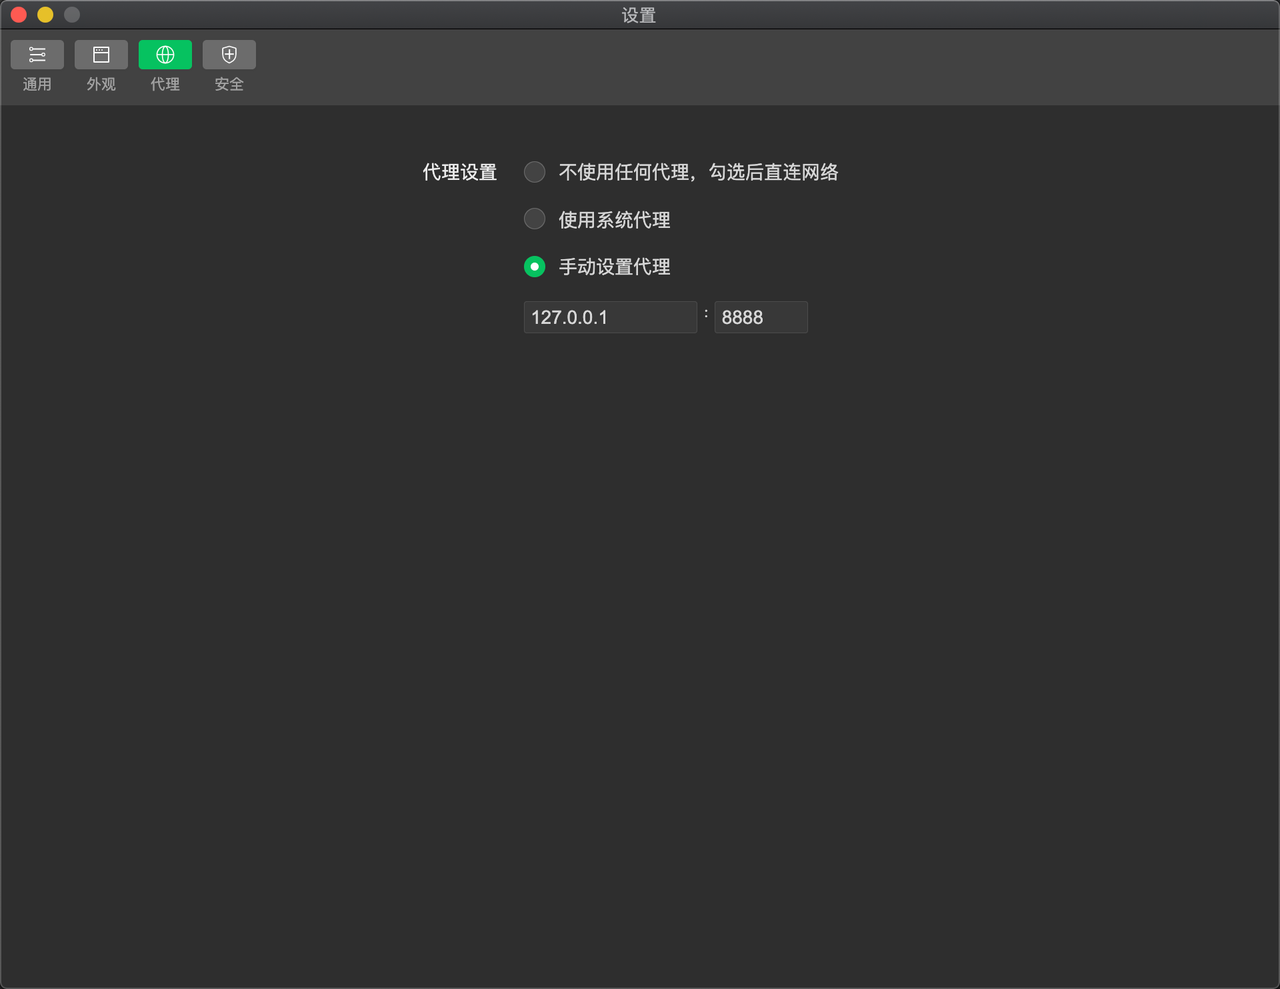 设置
通用 外观 代理 安全
代理设置 不使用任何代理，勾选后直连网络
使用系统代理
手动设置代理
127.0.0.1 : 8888